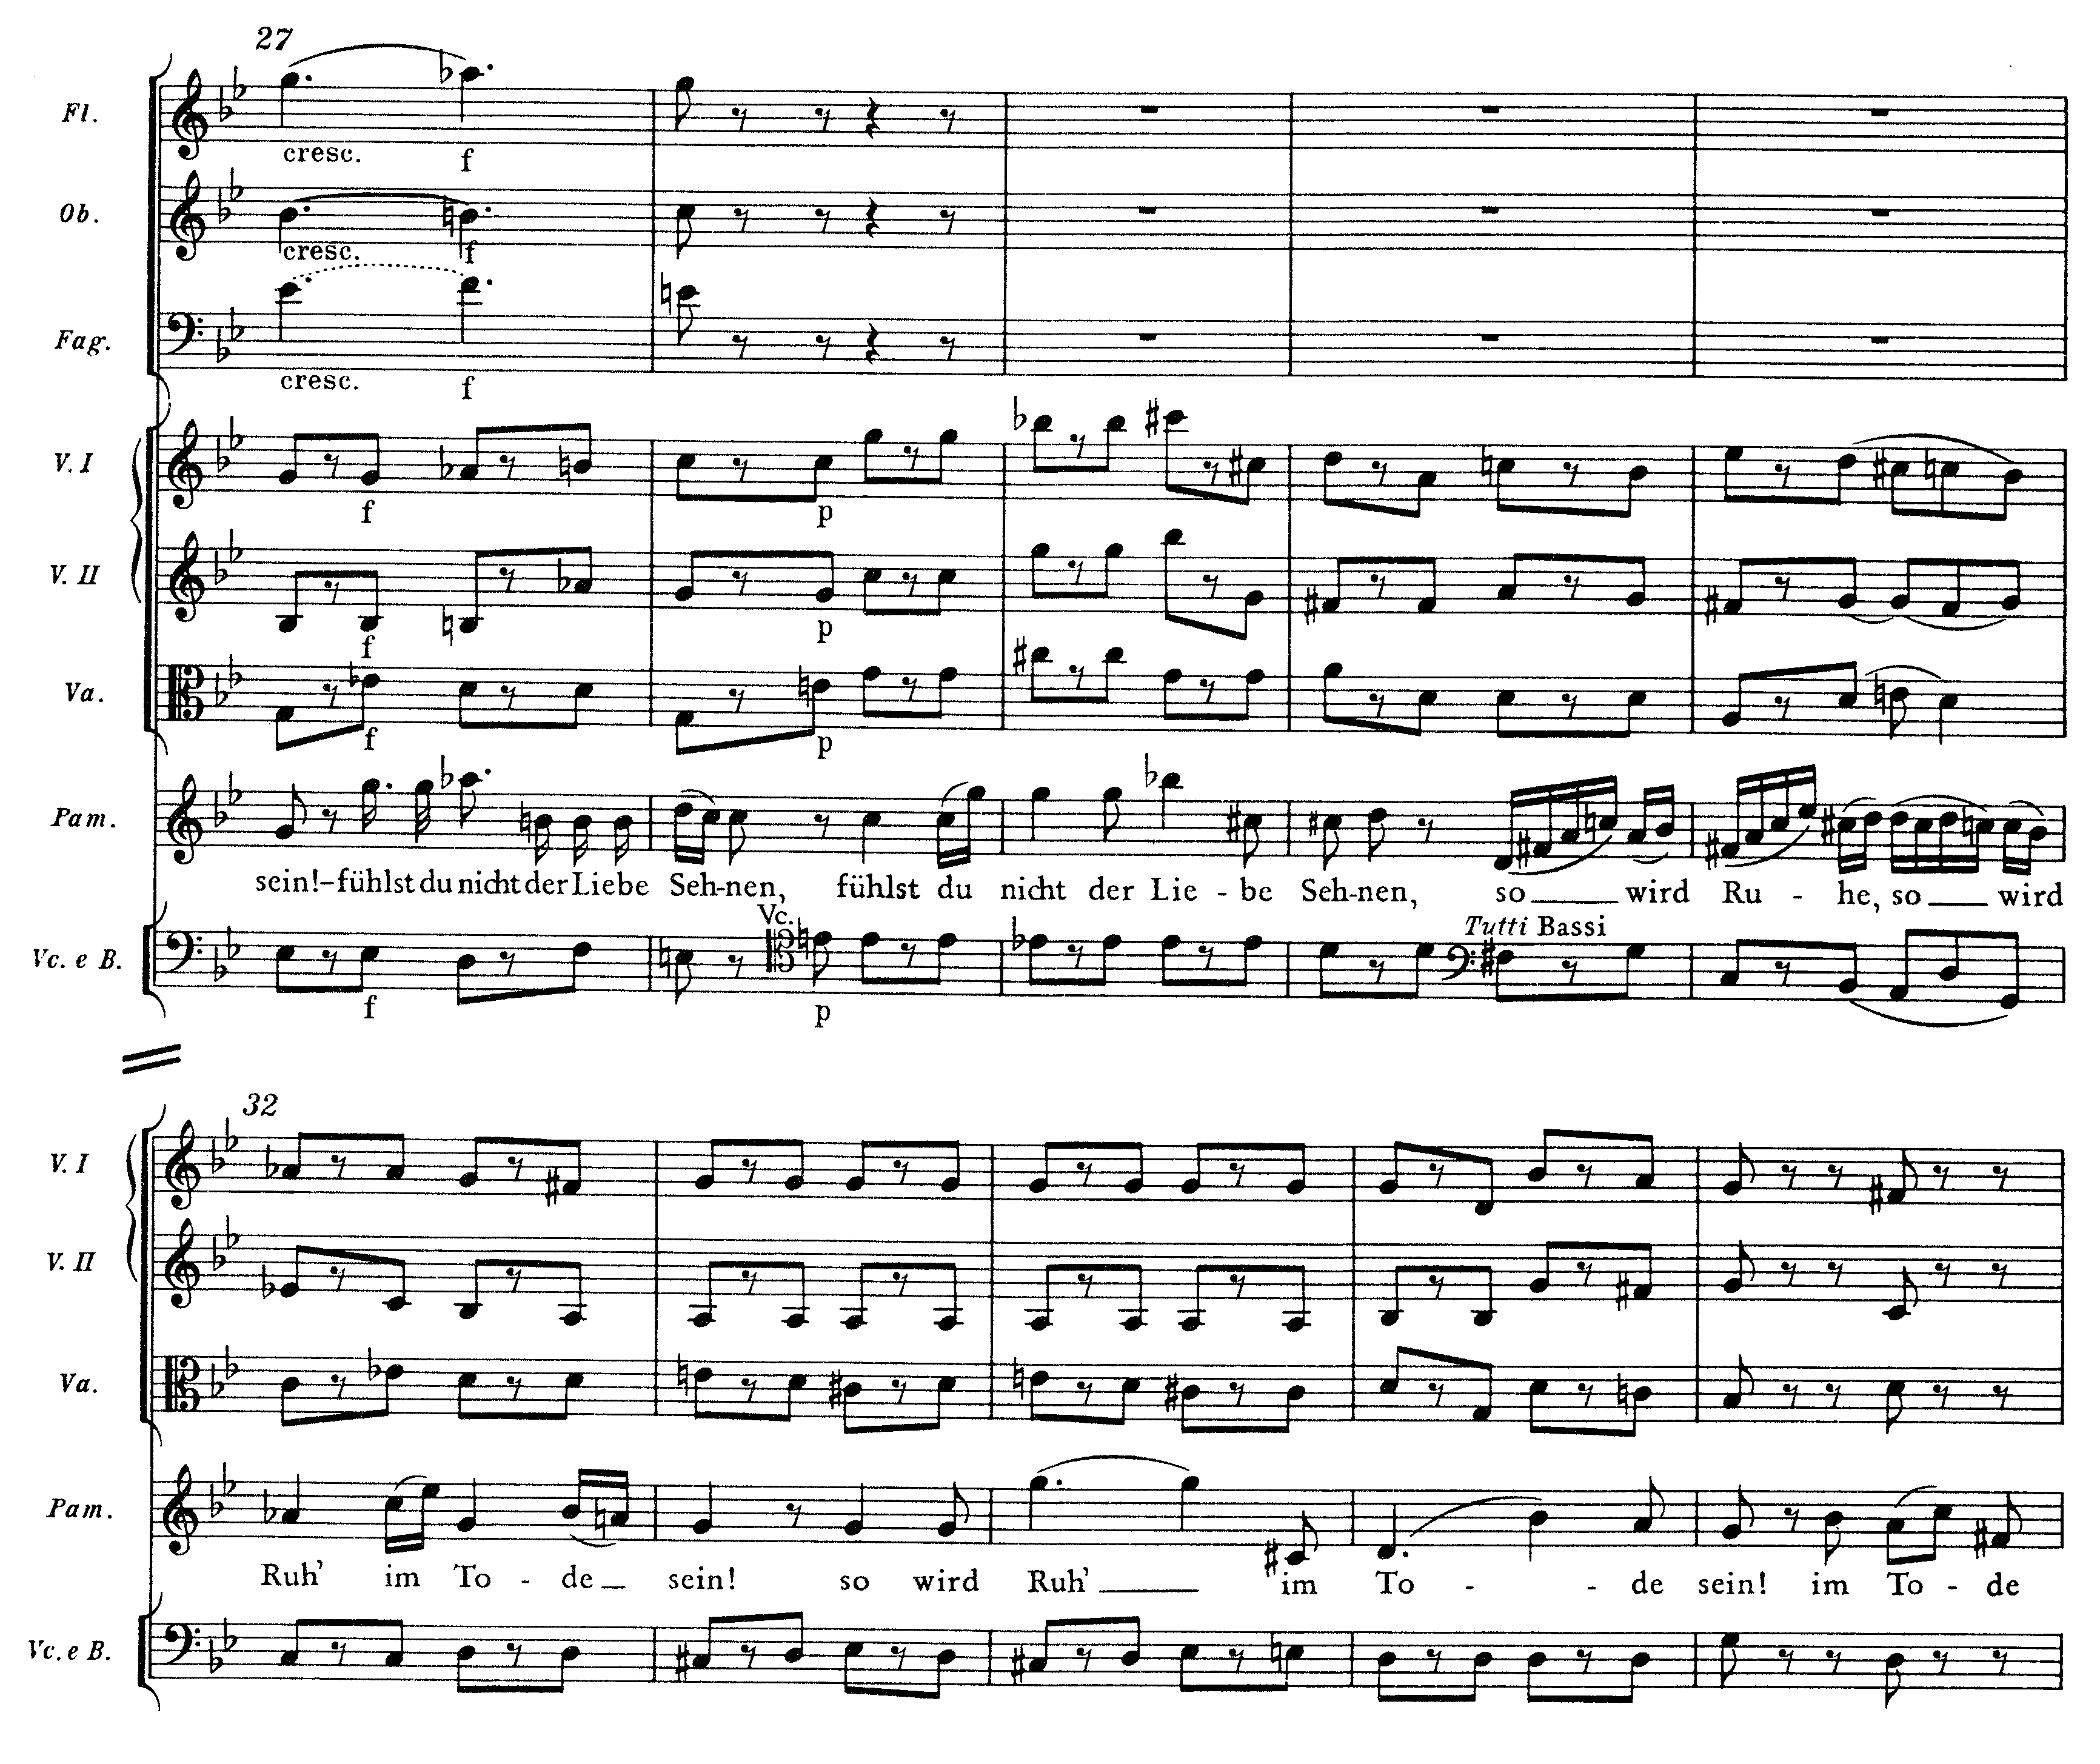 27
Fl.
cresc. f
Ob.
cresc. f
Fag.
cresc. f
V. I
f p
V. II
f p
Va.
f p
Pam.
sein!–fühlst du nicht der Liebe Seh-nen, fühlst du nicht der Lie - be Seh-nen, so wird Ru - he, so wird
Vc. Tutti Bassi
Vc. e B.
f p
32
V. I
V. II
Va.
Pam.
Ruh' im To - de sein! so wird Ruh' im To - - de sein! im To - de
Vc. e B.